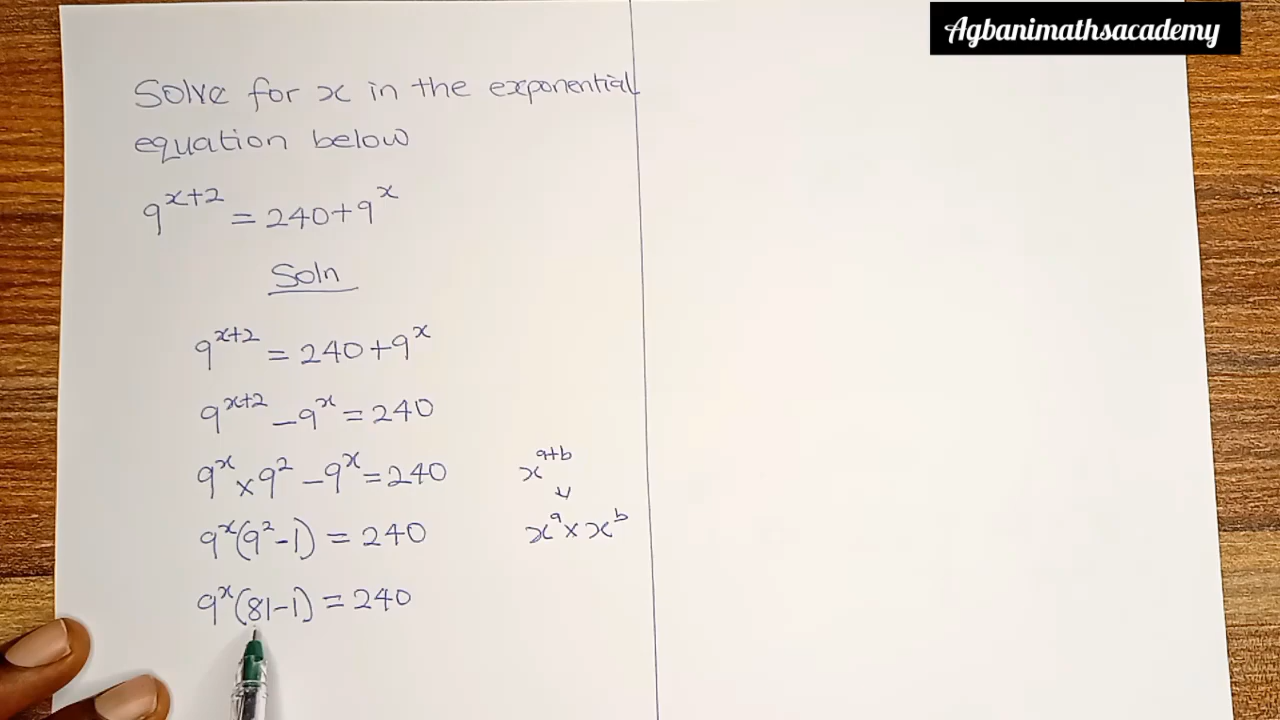 Agbanimathsacademy
Solve for x in the exponential
equation below
9^{x+2} = 240 + 9^x
Soln
9^{x+2} = 240 + 9^x
9^{x+2} - 9^x = 240
9^x × 9^2 - 9^x = 240
9^x(9^2 - 1) = 240
9^x(81 - 1) = 240
x^{a+b}
↓
x^a × x^b